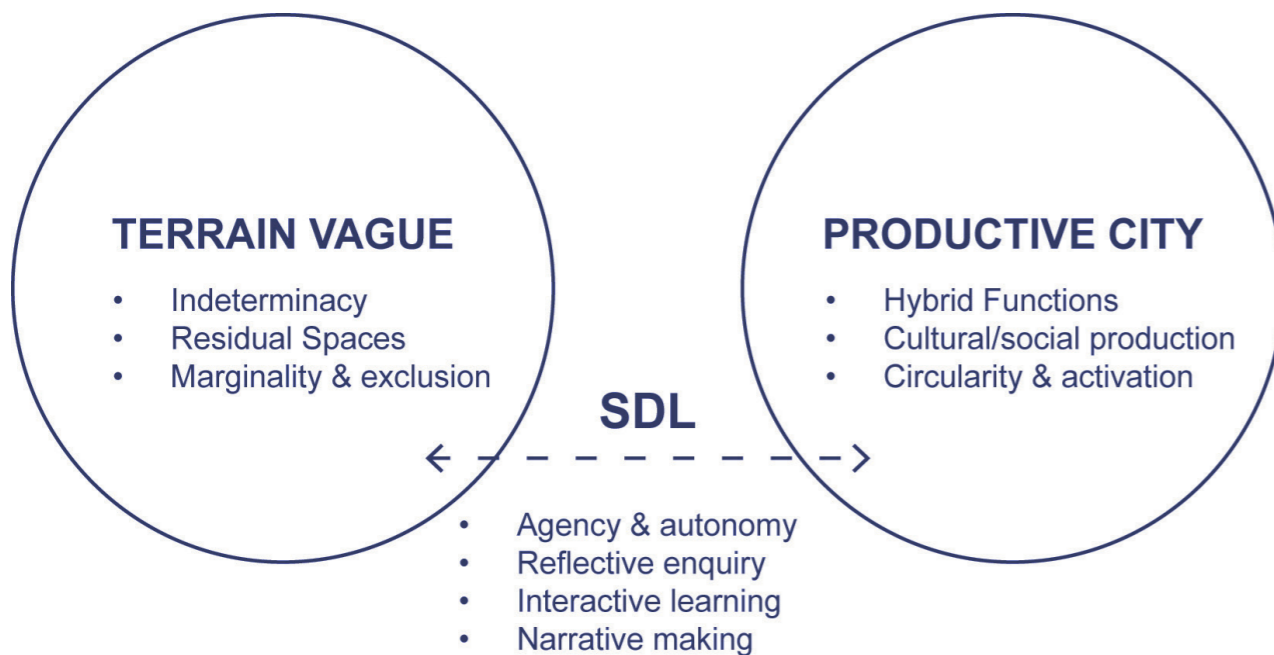 TERRAIN VAGUE
• Indeterminacy
• Residual Spaces
• Marginality & exclusion
PRODUCTIVE CITY
• Hybrid Functions
• Cultural/social production
• Circularity & activation
SDL
• Agency & autonomy
• Reflective enquiry
• Interactive learning
• Narrative making